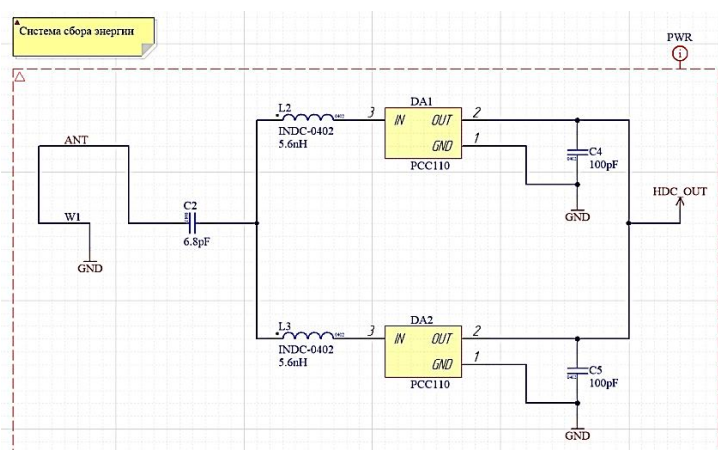 Система сбора энергии
PWR
i
ANT
W1
GND
C2
6.8pF
L2
INDC-0402
5.6nH
3
DA1
IN OUT
GND
PCC110
2
1
C4
100pF
GND
HDC_OUT
L3
INDC-0402
5.6nH
3
DA2
IN OUT
GND
PCC110
2
1
C5
100pF
GND